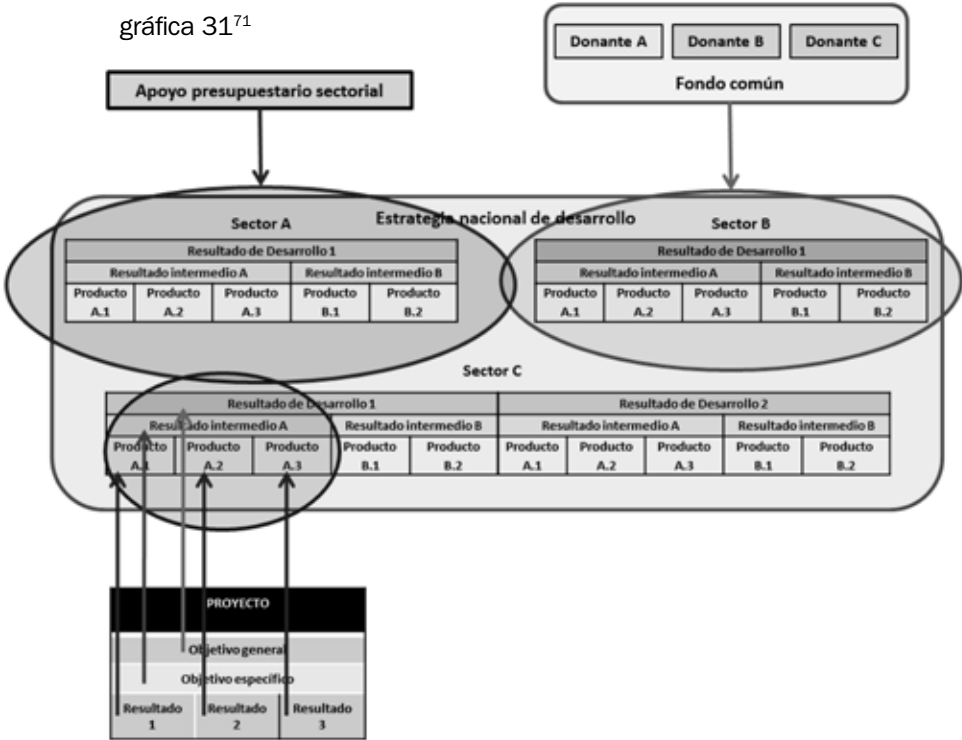 gráfica 31⁷¹
Donante A Donante B Donante C
Fondo común
Apoyo presupuestario sectorial
Estrategia nacional de desarrollo
Sector A
Resultado de Desarrollo 1
Resultado intermedio A Resultado intermedio B
Producto A.1 Producto A.2 Producto A.3 Producto B.1 Producto B.2
Sector B
Resultado de Desarrollo 1
Resultado intermedio A Resultado intermedio B
Producto A.1 Producto A.2 Producto A.3 Producto B.1 Producto B.2
Sector C
Resultado de Desarrollo 1 Resultado de Desarrollo 2
Resultado intermedio A Resultado intermedio B Resultado intermedio A Resultado intermedio B
Producto A.1 Producto A.2 Producto A.3 Producto B.1 Producto B.2 Producto A.1 Producto A.2 Producto A.3 Producto B.1 Producto B.2
PROYECTO
Objetivo general
Objetivo específico
Resultado 1 Resultado 2 Resultado 3